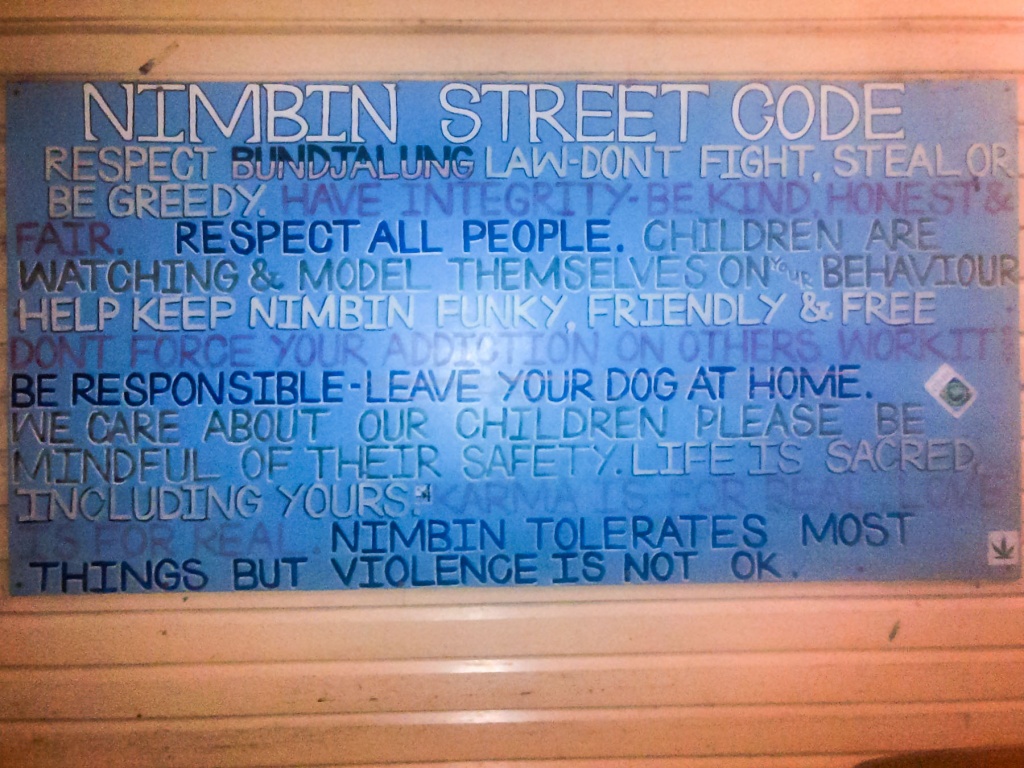 NIMBIN STREET CODE
RESPECT BUNDJALUNG LAW-DONT FIGHT, STEAL OR
BE GREEDY. HAVE INTEGRITY-BE KIND, HONEST &
FAIR. RESPECT ALL PEOPLE. CHILDREN ARE
WATCHING & MODEL THEMSELVES ON YOUR BEHAVIOUR
HELP KEEP NIMBIN FUNKY, FRIENDLY & FREE
DONT FORCE YOUR ADDICTION ON OTHERS. WORK IT!
BE RESPONSIBLE-LEAVE YOUR DOG AT HOME.
WE CARE ABOUT OUR CHILDREN PLEASE BE
MINDFUL OF THEIR SAFETY. LIFE IS SACRED,
INCLUDING YOURS. KARMA IS FOR REAL. LOVE
IS FOR REAL. NIMBIN TOLERATES MOST
THINGS BUT VIOLENCE IS NOT OK.